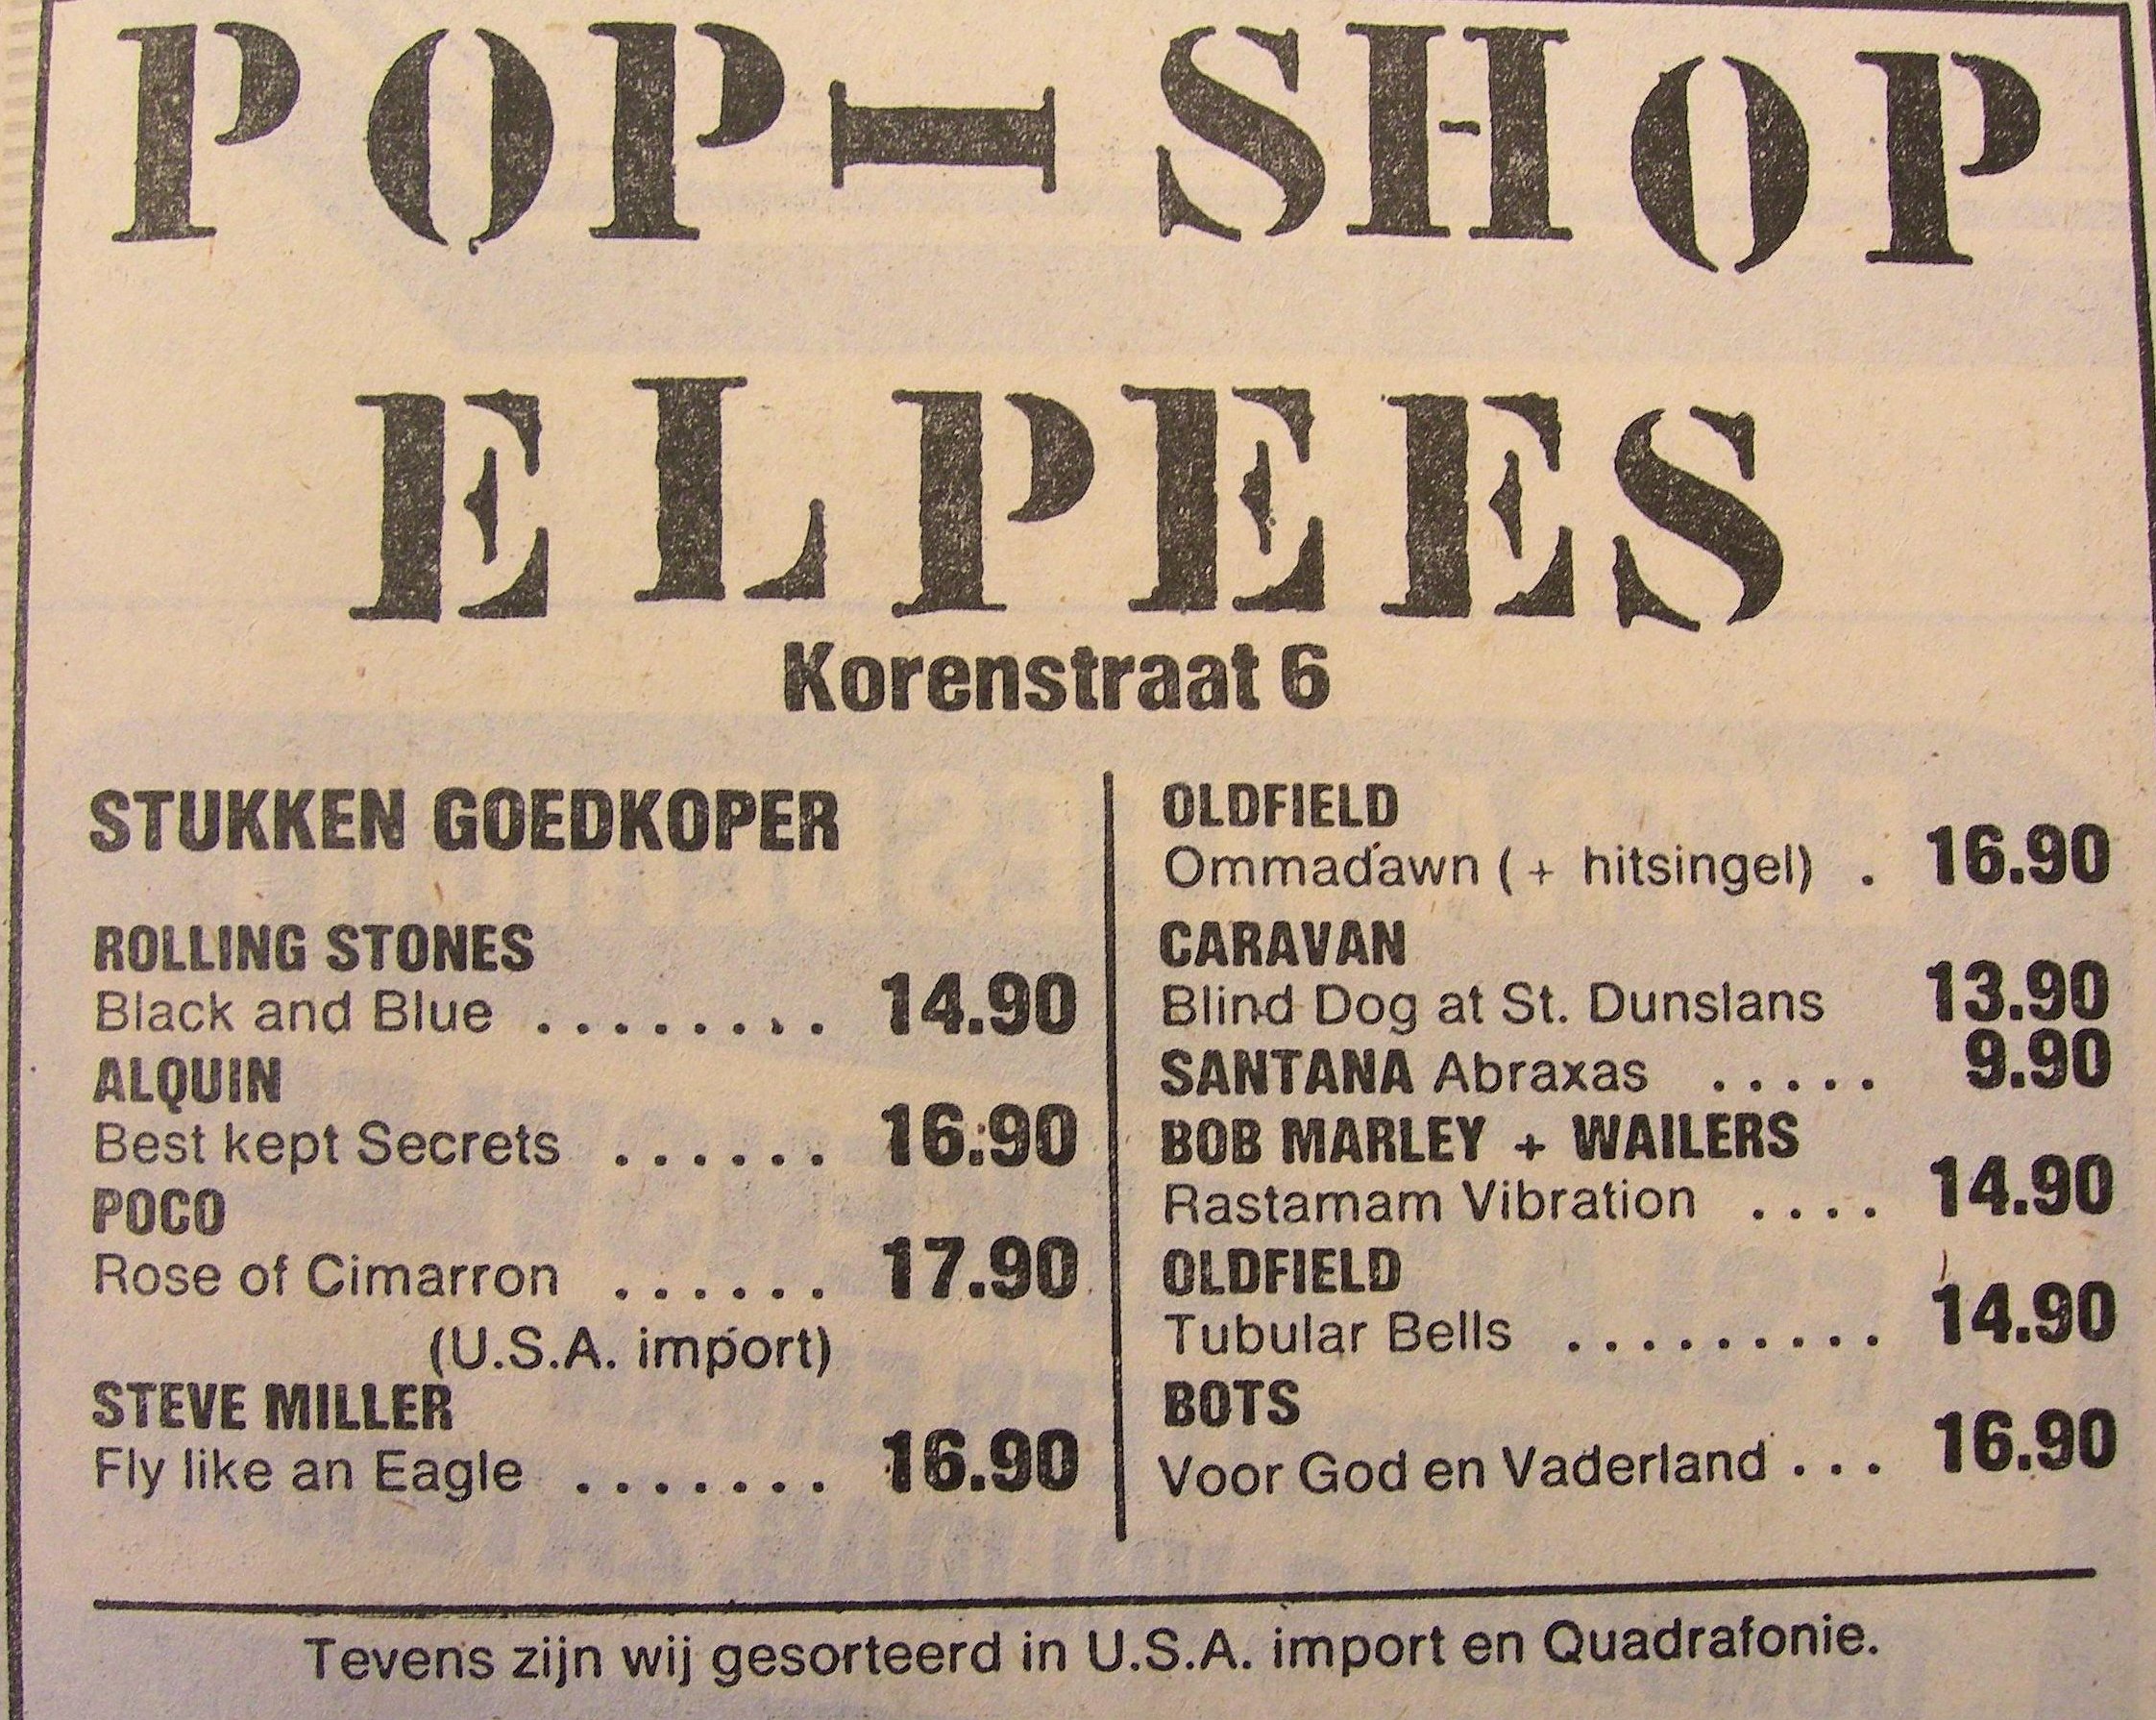 POP-SHOP
ELPEES
Korenstraat 6
STUKKEN GOEDKOPER
ROLLING STONES
Black and Blue ........ 14.90
ALQUIN
Best kept Secrets ...... 16.90
POCO
Rose of Cimarron ...... 17.90
(U.S.A. import)
STEVE MILLER
Fly like an Eagle ....... 16.90
OLDFIELD
Ommadawn ( + hitsingel) . 16.90
CARAVAN
Blind Dog at St. Dunslans 13.90
SANTANA Abraxas ..... 9.90
BOB MARLEY + WAILERS
Rastamam Vibration .... 14.90
OLDFIELD
Tubular Bells ......... 14.90
BOTS
Voor God en Vaderland ... 16.90
Tevens zijn wij gesorteerd in U.S.A. import en Quadrafonie.